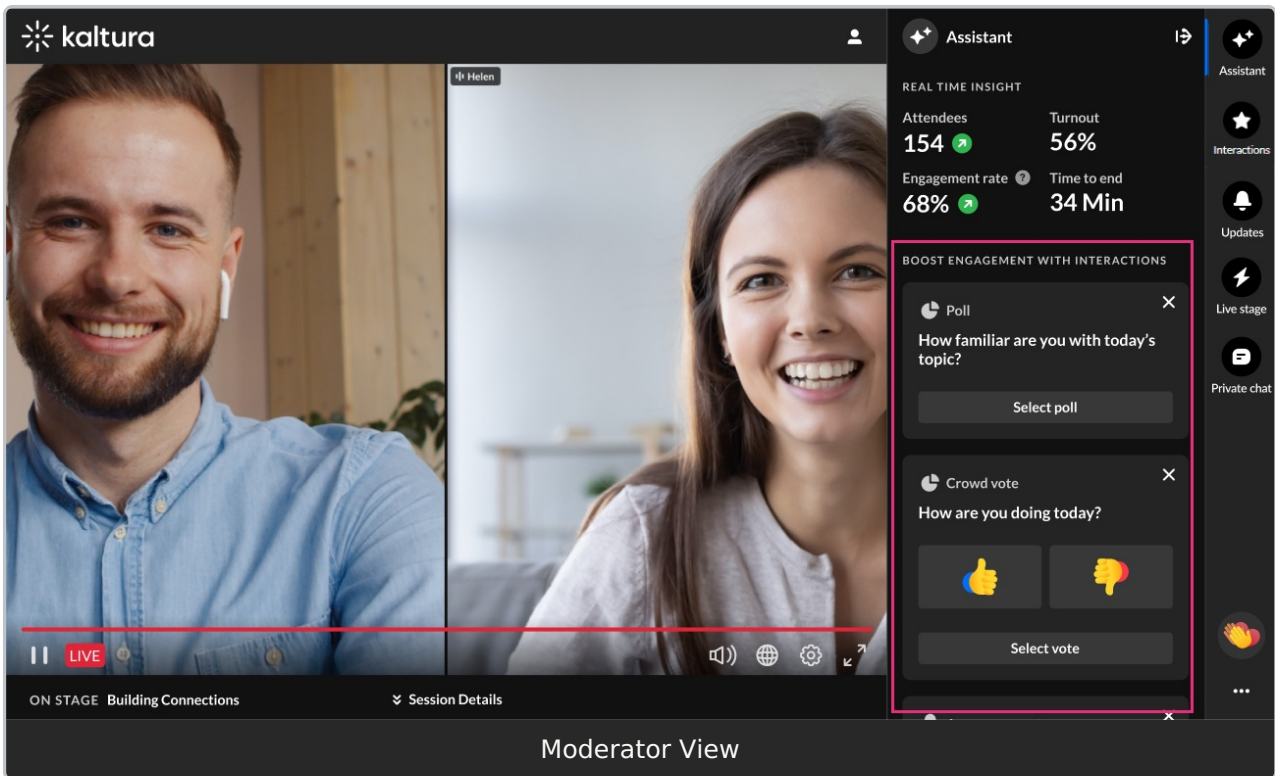 kaltura
Helen
LIVE
ON STAGE Building Connections
Session Details
Assistant
REAL TIME INSIGHT
Attendees
Turnout
154
56%
Engagement rate ?
Time to end
68%
34 Min
BOOST ENGAGEMENT WITH INTERACTIONS
Poll
How familiar are you with today's
topic?
Select poll
Crowd vote
How are you doing today?
Select vote
Assistant
Interactions
Updates
Live stage
Private chat
Moderator View